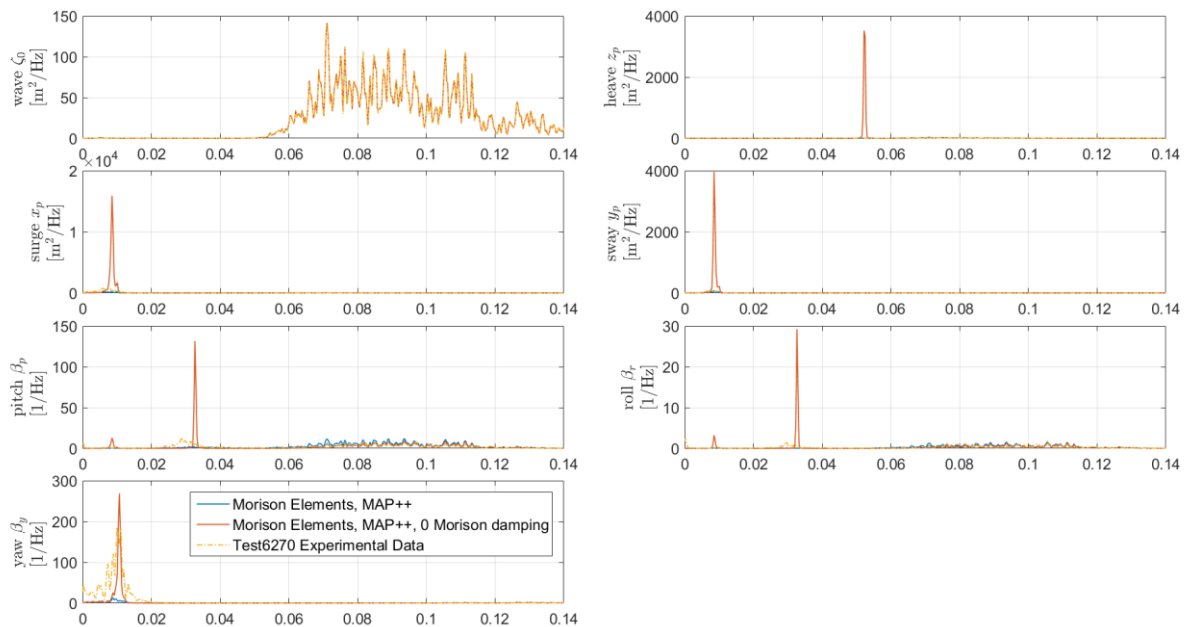 150
100
50
0
wave ζ₀
[m²/Hz]
0 0.02 0.04 0.06 0.08 0.1 0.12 0.14
4000
2000
0
heave zₚ
[m²/Hz]
0 0.02 0.04 0.06 0.08 0.1 0.12 0.14
×10⁴
2
1
0
surge xₚ
[m²/Hz]
0 0.02 0.04 0.06 0.08 0.1 0.12 0.14
4000
2000
0
sway yₚ
[m²/Hz]
0 0.02 0.04 0.06 0.08 0.1 0.12 0.14
150
100
50
0
pitch βₚ
[1/Hz]
0 0.02 0.04 0.06 0.08 0.1 0.12 0.14
30
20
10
0
roll βᵣ
[1/Hz]
0 0.02 0.04 0.06 0.08 0.1 0.12 0.14
300
200
100
0
yaw β_y
[1/Hz]
Morison Elements, MAP++
Morison Elements, MAP++, 0 Morison damping
Test6270 Experimental Data
0 0.02 0.04 0.06 0.08 0.1 0.12 0.14